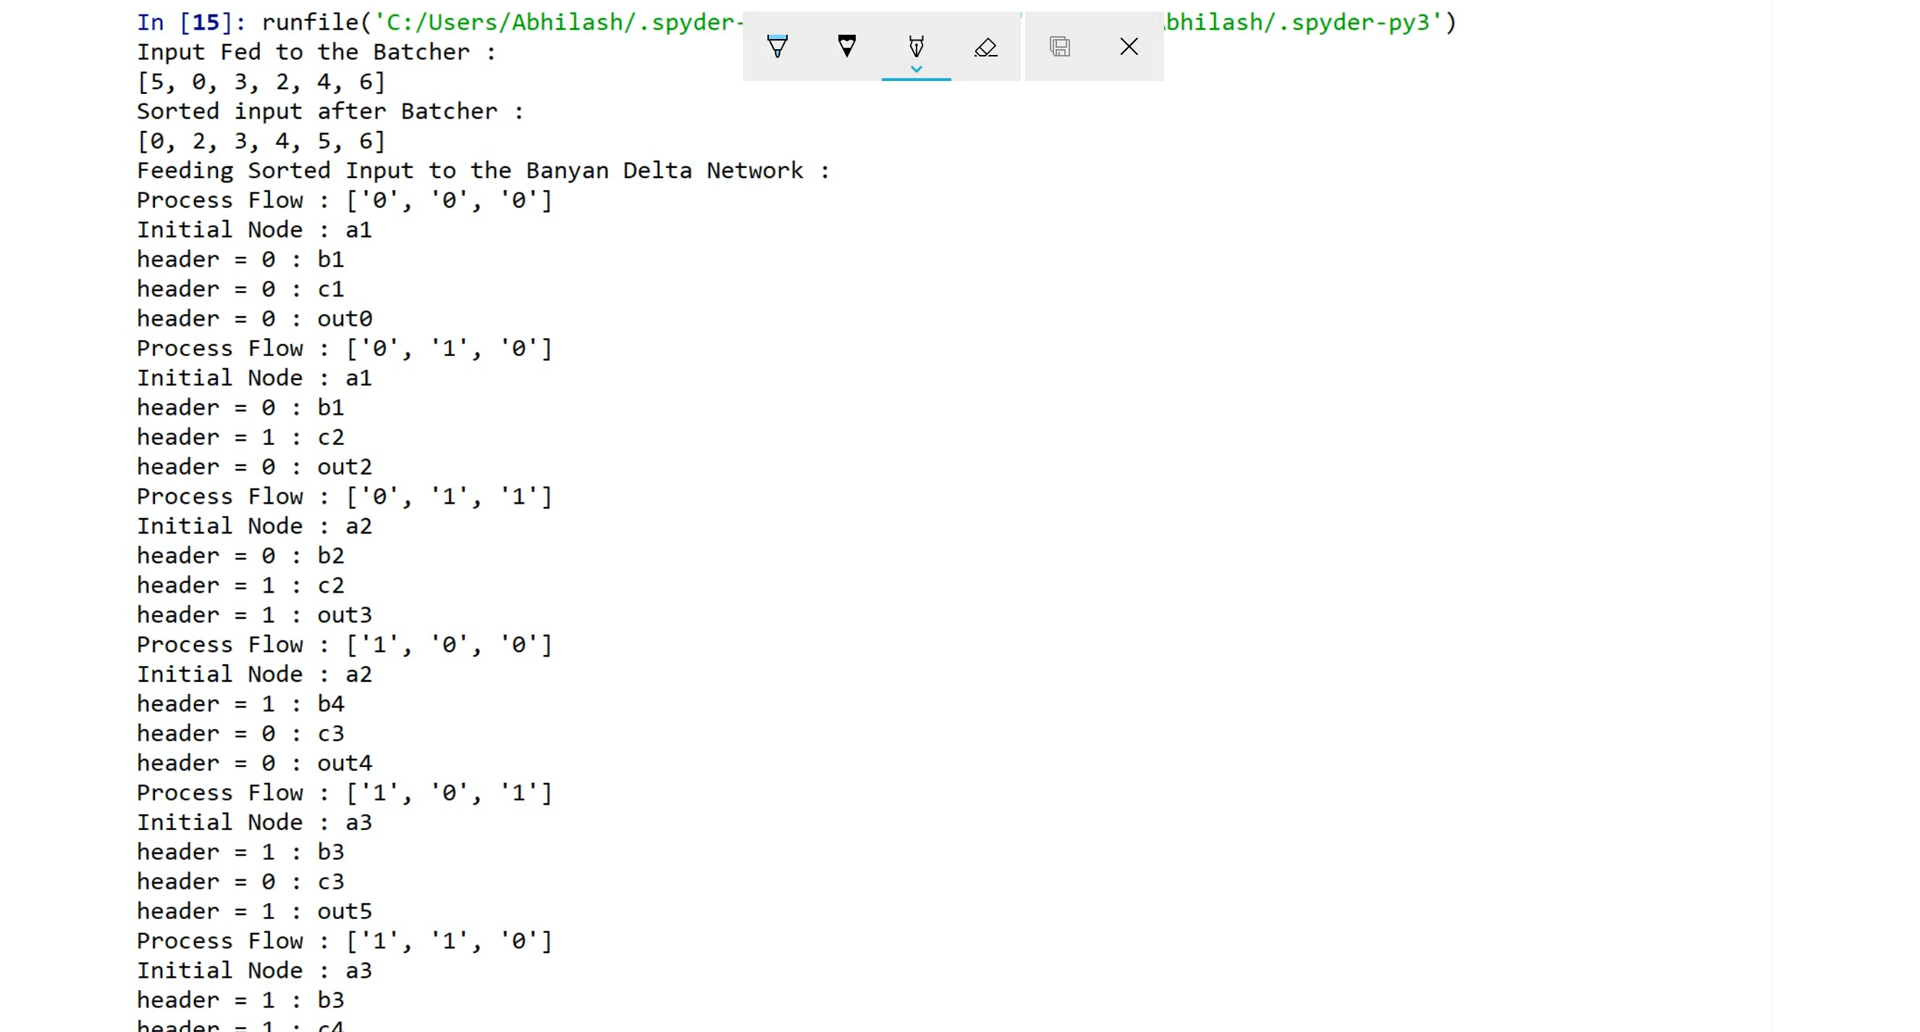 In [15]: runfile('C:/Users/Abhilash/.spyder- bhilash/.spyder-py3')
Input Fed to the Batcher :
[5, 0, 3, 2, 4, 6]
Sorted input after Batcher :
[0, 2, 3, 4, 5, 6]
Feeding Sorted Input to the Banyan Delta Network :
Process Flow : ['0', '0', '0']
Initial Node : a1
header = 0 : b1
header = 0 : c1
header = 0 : out0
Process Flow : ['0', '1', '0']
Initial Node : a1
header = 0 : b1
header = 1 : c2
header = 0 : out2
Process Flow : ['0', '1', '1']
Initial Node : a2
header = 0 : b2
header = 1 : c2
header = 1 : out3
Process Flow : ['1', '0', '0']
Initial Node : a2
header = 1 : b4
header = 0 : c3
header = 0 : out4
Process Flow : ['1', '0', '1']
Initial Node : a3
header = 1 : b3
header = 0 : c3
header = 1 : out5
Process Flow : ['1', '1', '0']
Initial Node : a3
header = 1 : b3
header = 1 : c4